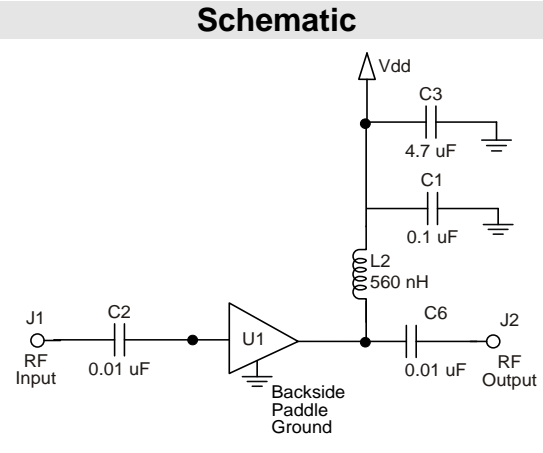 Schematic
Vdd
C3
4.7 uF
C1
0.1 uF
L2
560 nH
J1
C2
U1
C6
J2
RF
Input
0.01 uF
0.01 uF
RF
Output
Backside
Paddle
Ground